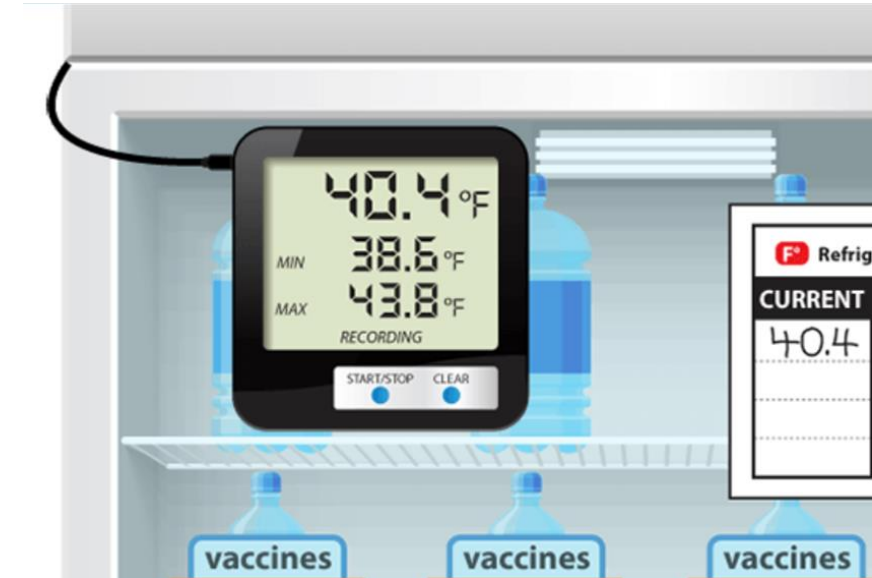 40.4 °F
MIN 38.6 °F
MAX 43.8 °F
RECORDING
START/STOP CLEAR
F° Refrig
CURRENT
40.4
vaccines vaccines vaccines